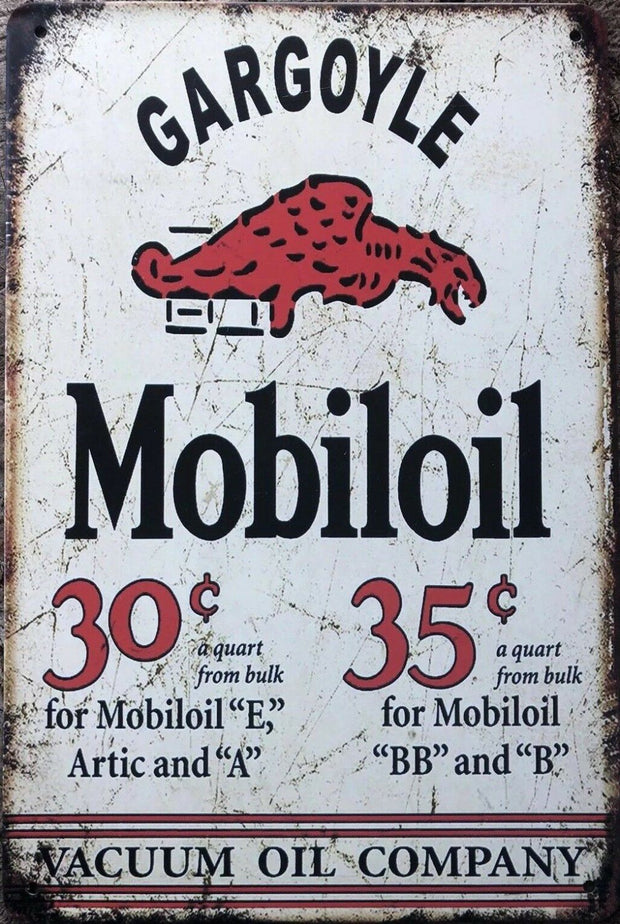 GARGOYLE
Mobiloil
30¢ a quart from bulk
for Mobiloil “E,”
Artic and “A”
35¢ a quart from bulk
for Mobiloil
“BB” and “B”
VACUUM OIL COMPANY